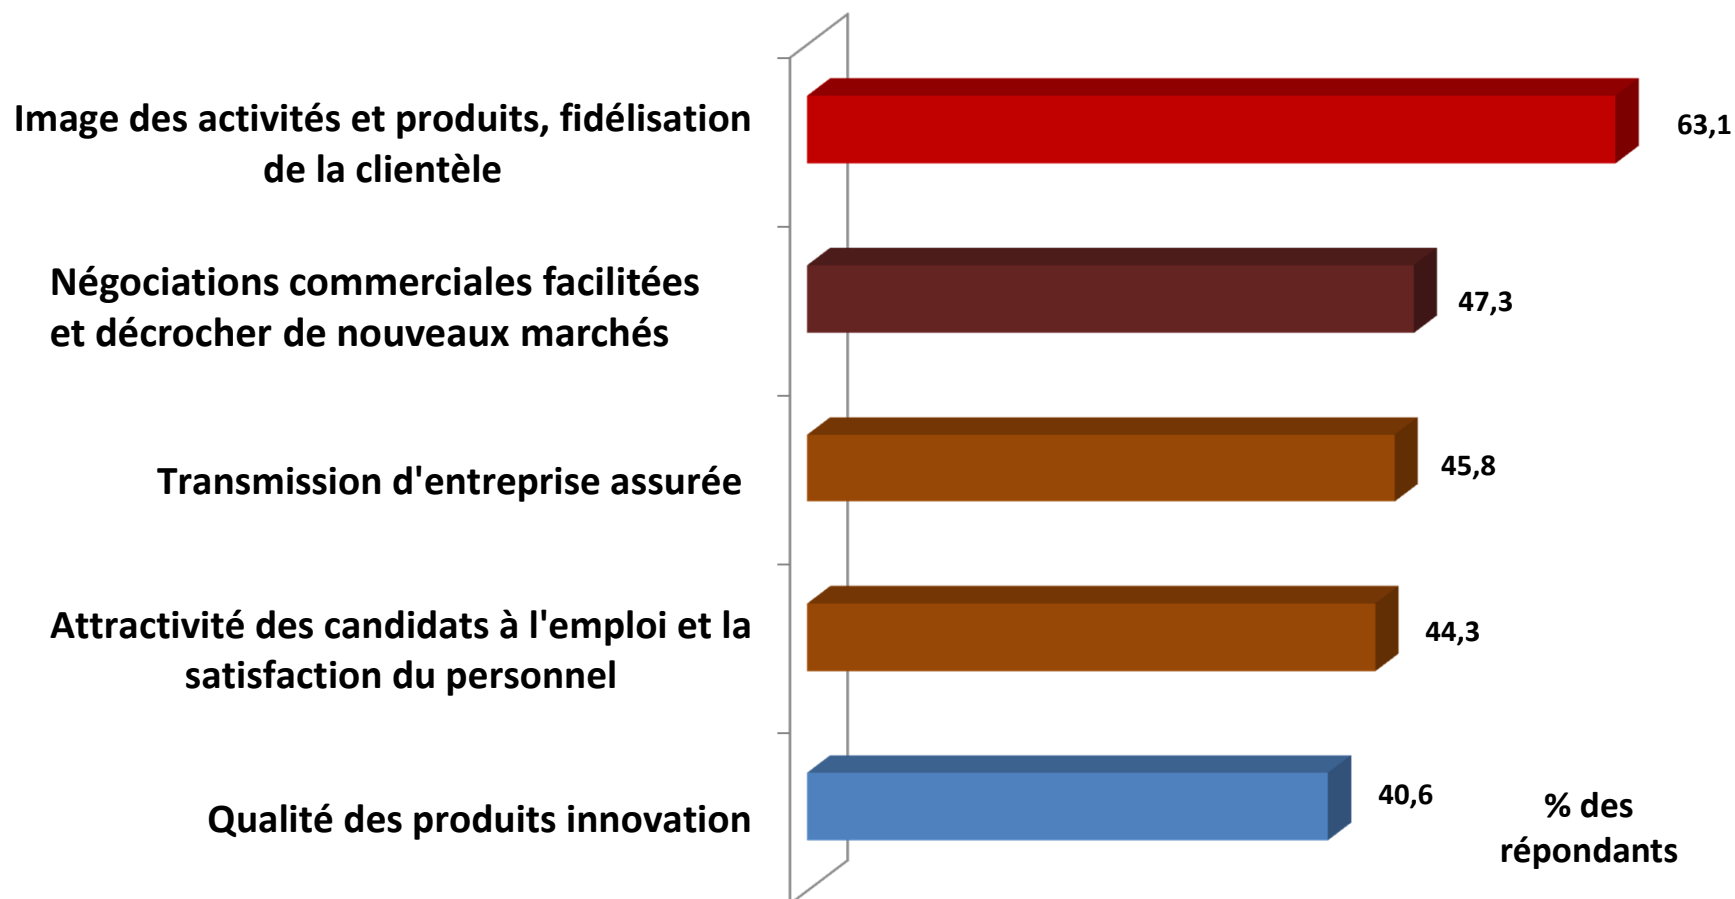 Image des activités et produits, fidélisation
de la clientèle
63,1
Négociations commerciales facilitées
et décrocher de nouveaux marchés
47,3
Transmission d'entreprise assurée
45,8
Attractivité des candidats à l'emploi et la
satisfaction du personnel
44,3
Qualité des produits innovation
40,6
% des
répondants